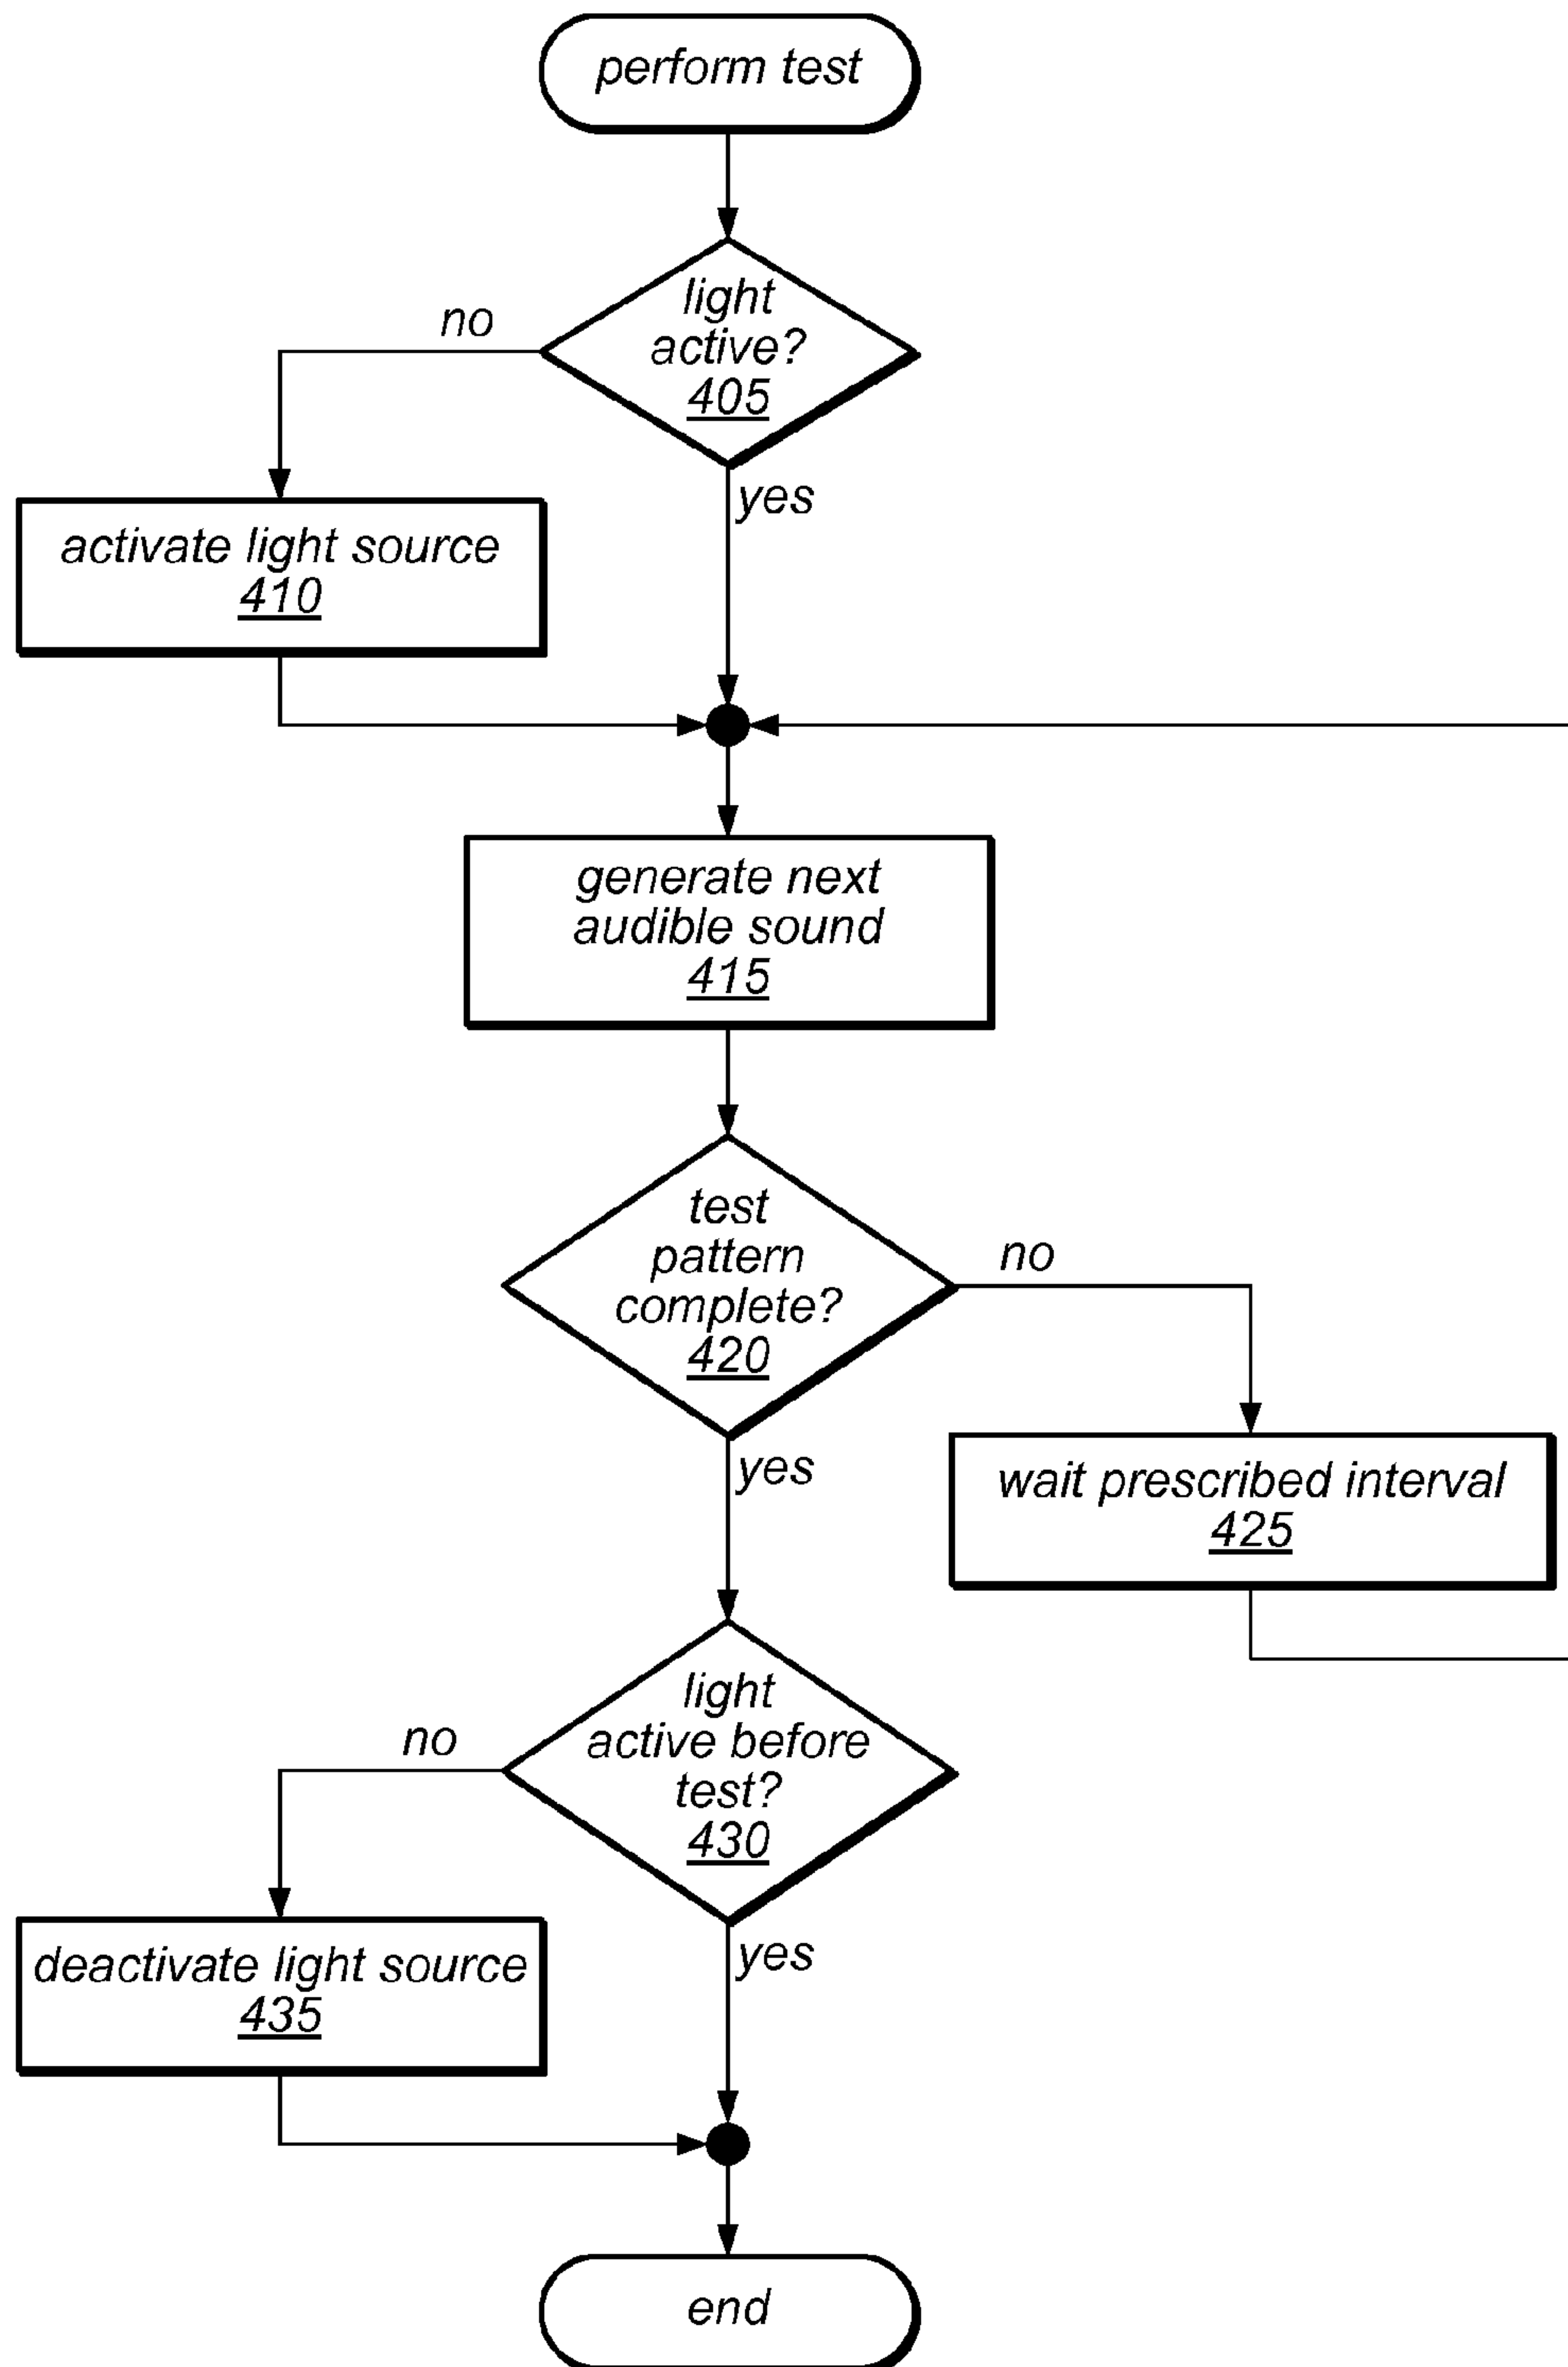 perform test
light
active?
405
no
yes
activate light source
410
generate next
audible sound
415
test
pattern
complete?
420
no
yes
wait prescribed interval
425
light
active before
test?
430
no
yes
deactivate light source
435
end